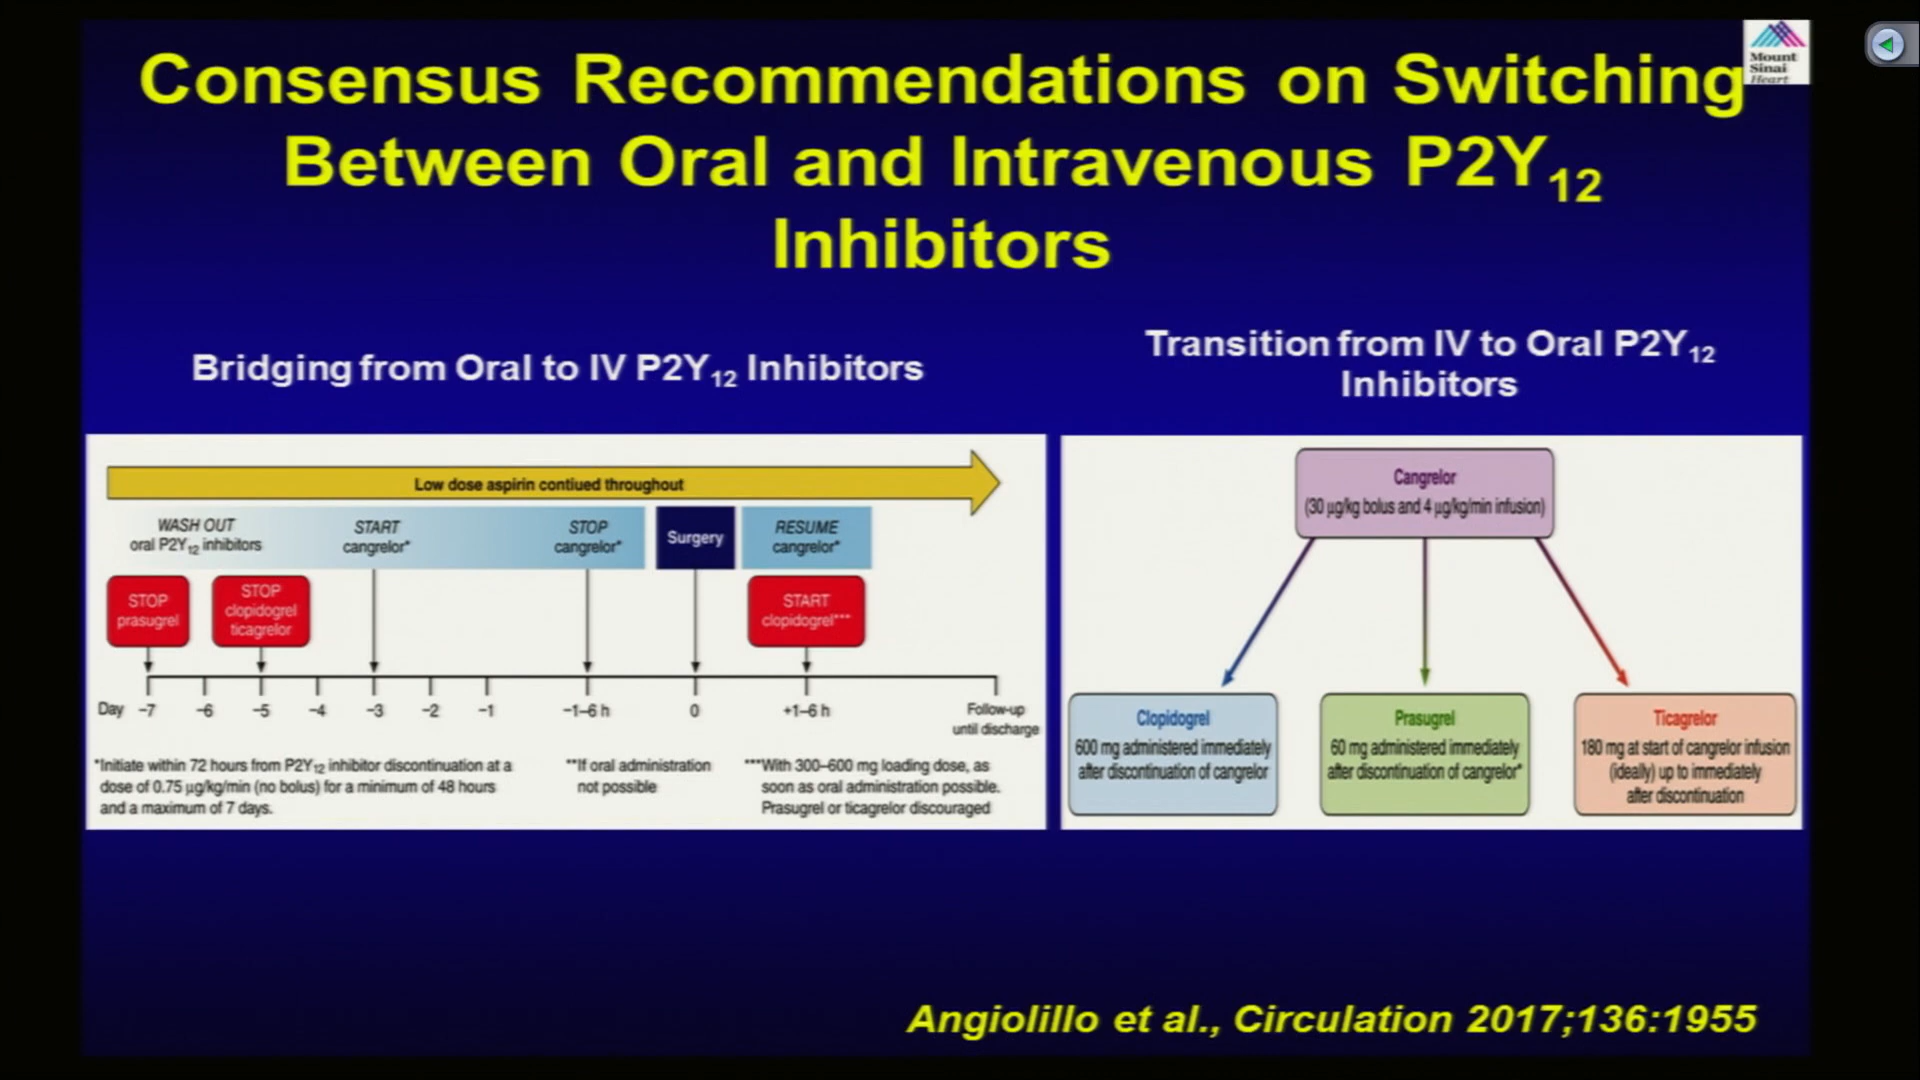 Consensus Recommendations on Switching
Between Oral and Intravenous P2Y12
Inhibitors
Mount
Sinai
Heart
Bridging from Oral to IV P2Y12 Inhibitors
Low dose aspirin contiued throughout
WASH OUT
oral P2Y12 inhibitors
START
cangrelor*
STOP
cangrelor*
Surgery
RESUME
cangrelor*
STOP
prasugrel
STOP
clopidogrel
ticagrelor
START
clopidogrel***
Day −7 −6 −5 −4 −3 −2 −1 −1–6 h 0 +1–6 h Follow-up
until discharge
*Initiate within 72 hours from P2Y12 inhibitor discontinuation at a
dose of 0.75 µg/kg/min (no bolus) for a minimum of 48 hours
and a maximum of 7 days.
**If oral administration
not possible
***With 300–600 mg loading dose, as
soon as oral administration possible.
Prasugrel or ticagrelor discouraged
Transition from IV to Oral P2Y12
Inhibitors
Cangrelor
(30 µg/kg bolus and 4 µg/kg/min infusion)
Clopidogrel
600 mg administered immediately
after discontinuation of cangrelor
Prasugrel
60 mg administered immediately
after discontinuation of cangrelor*
Ticagrelor
180 mg at start of cangrelor infusion
(ideally) up to immediately
after discontinuation
Angiolillo et al., Circulation 2017;136:1955